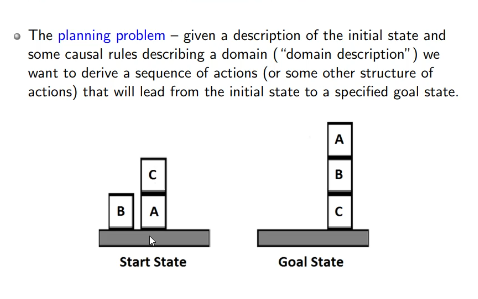 The planning problem – given a description of the initial state and
some causal rules describing a domain (“domain description”) we
want to derive a sequence of actions (or some other structure of
actions) that will lead from the initial state to a specified goal state.
A
C
B
B A
C
Start State
Goal State